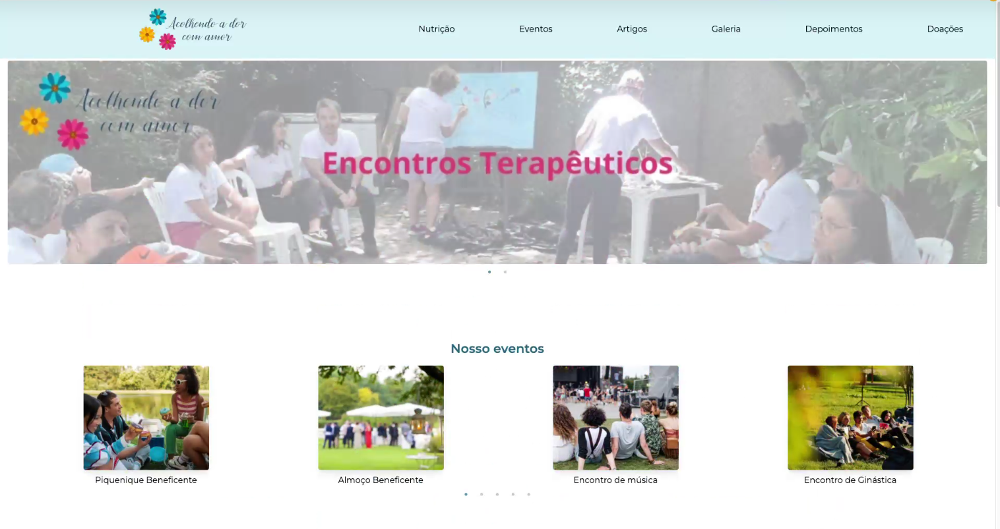 Acolhendo a dor
com amor
Nutrição
Eventos
Artigos
Galeria
Depoimentos
Doações
Acolhendo a dor
com amor
Encontros Terapêuticos
Nosso eventos
Piquenique Beneficente
Almoço Beneficente
Encontro de música
Encontro de Ginástica